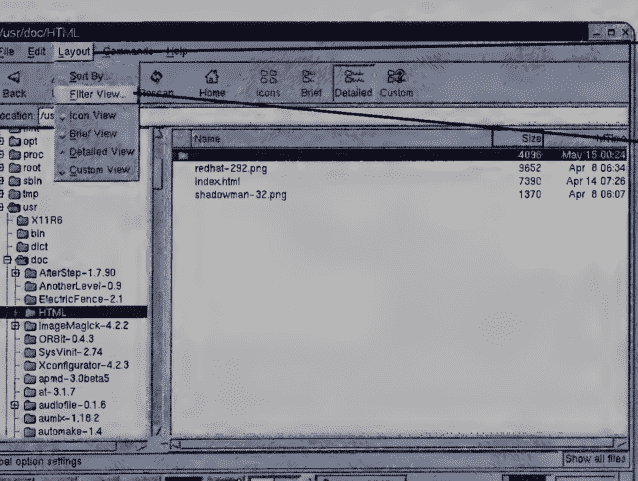 /usr/doc/HTML
File Edit Layout Commands Help
Sort By...
Filter View...
Icon View
Brief View
Detailed View
Custom View
Back Rescan Home Icons Brief Detailed Custom
Location: /us
opt
proc
root
sbin
tmp
usr
X11R6
bin
dict
doc
AfterStep-1.7.90
AnotherLevel-0.9
ElectricFence-2.1
HTML
ImageMagick-4.2.2
ORBit-0.4.3
SysVinit-2.74
Xconfigurator-4.2.3
apmd-3.0beta5
at-3.1.7
audiofile-0.1.6
aumix-1.18.2
automake-1.4
Name Size
4096 May 15 00:24
redhat-292.png 9652 Apr 8 06:34
index.html 7390 Apr 14 07:26
shadowman-32.png 1370 Apr 8 06:07
bal option settings
Show all files